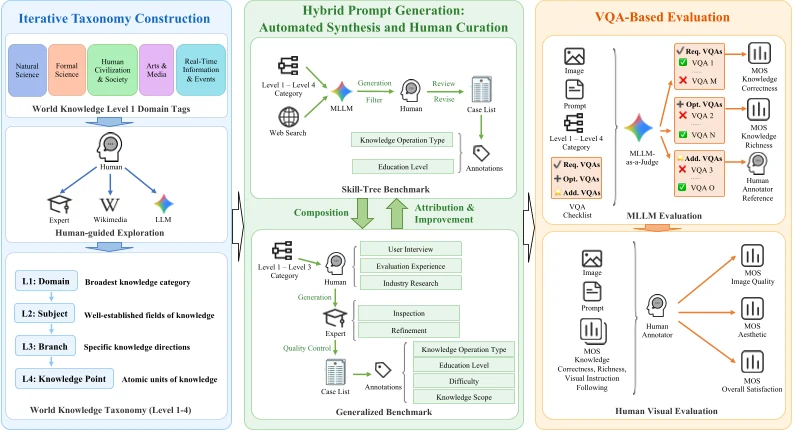 Iterative Taxonomy Construction
Natural
Science
Formal
Science
Human
Civilization
& Society
Arts &
Media
Real-Time
Information
& Events
World Knowledge Level 1 Domain Tags
Human
Expert
Wikimedia
LLM
Human-guided Exploration
L1: Domain
Broadest knowledge category
L2: Subject
Well-established fields of knowledge
L3: Branch
Specific knowledge directions
L4: Knowledge Point
Atomic units of knowledge
World Knowledge Taxonomy (Level 1-4)
Hybrid Prompt Generation:
Automated Synthesis and Human Curation
Level 1 – Level 4
Category
Web Search
MLLM
Generation
Filter
Human
Review
Revise
Case List
Knowledge Operation Type
Education Level
Annotations
Skill-Tree Benchmark
Composition
Attribution &
Improvement
Level 1 – Level 3
Category
Human
User Interview
Evaluation Experience
Industry Research
Generation
Expert
Inspection
Refinement
Quality Control
Case List
Annotations
Knowledge Operation Type
Education Level
Difficulty
Knowledge Scope
Generalized Benchmark
VQA-Based Evaluation
Image
Prompt
Level 1 – Level 4
Category
Req. VQAs
Opt. VQAs
Add. VQAs
VQA
Checklist
MLLM-
as-a-Judge
Req. VQAs
VQA 1
......
VQA M
Opt. VQAs
VQA 2
......
VQA N
Add. VQAs
VQA 3
......
VQA O
MOS
Knowledge
Correctness
MOS
Knowledge
Richness
Human
Annotator
Reference
MLLM Evaluation
Image
Prompt
MOS
Knowledge
Correctness, Richness,
Visual Instruction
Following
Human
Annotator
MOS
Image Quality
MOS
Aesthetic
MOS
Overall Satisfaction
Human Visual Evaluation